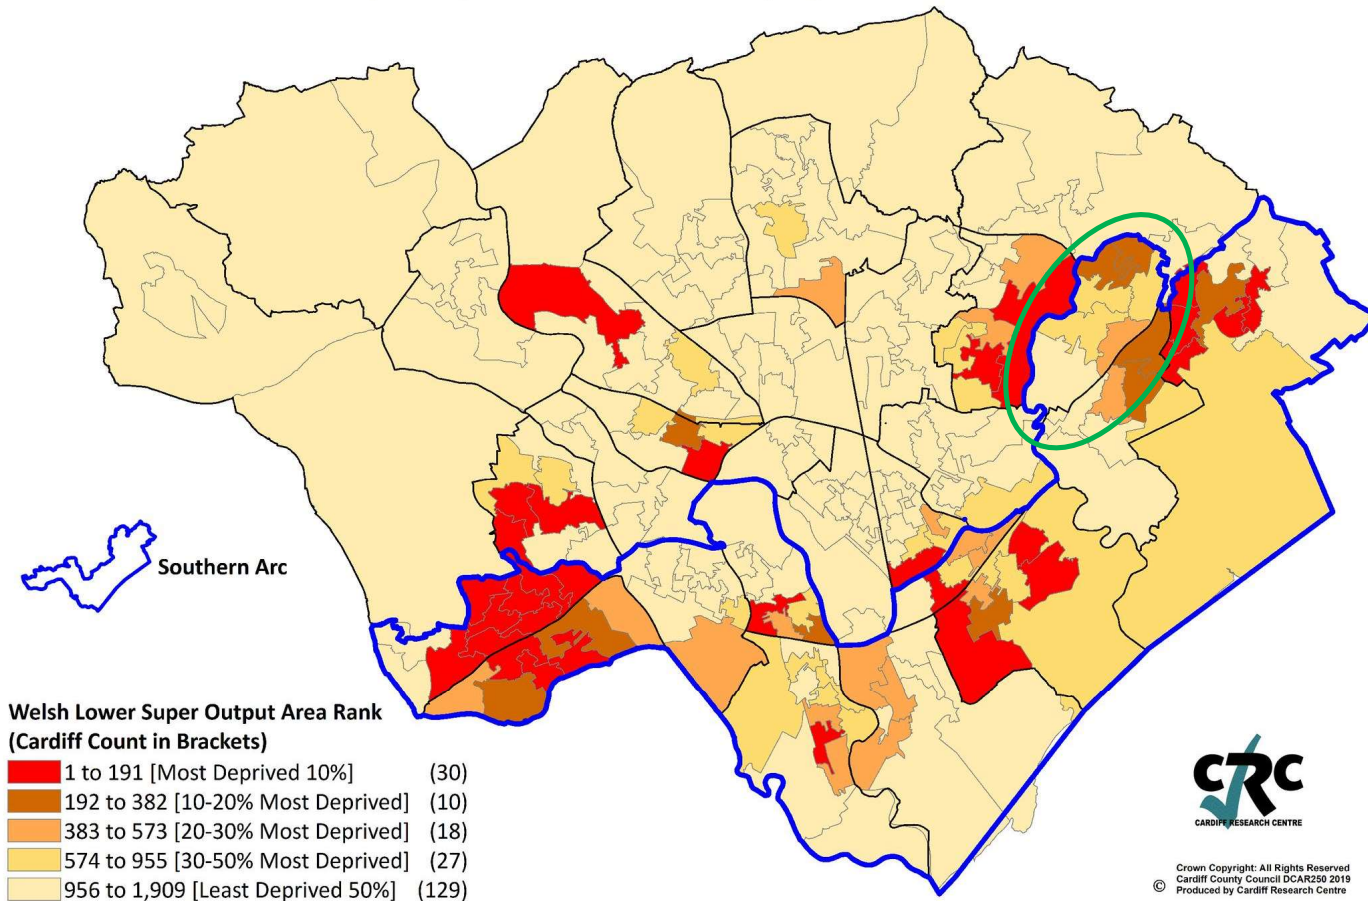 Southern Arc
Welsh Lower Super Output Area Rank
(Cardiff Count in Brackets)
1 to 191 [Most Deprived 10%] (30)
192 to 382 [10-20% Most Deprived] (10)
383 to 573 [20-30% Most Deprived] (18)
574 to 955 [30-50% Most Deprived] (27)
956 to 1,909 [Least Deprived 50%] (129)
CRC
CARDIFF RESEARCH CENTRE
Crown Copyright: All Rights Reserved
Cardiff County Council DCAR250 2019
© Produced by Cardiff Research Centre